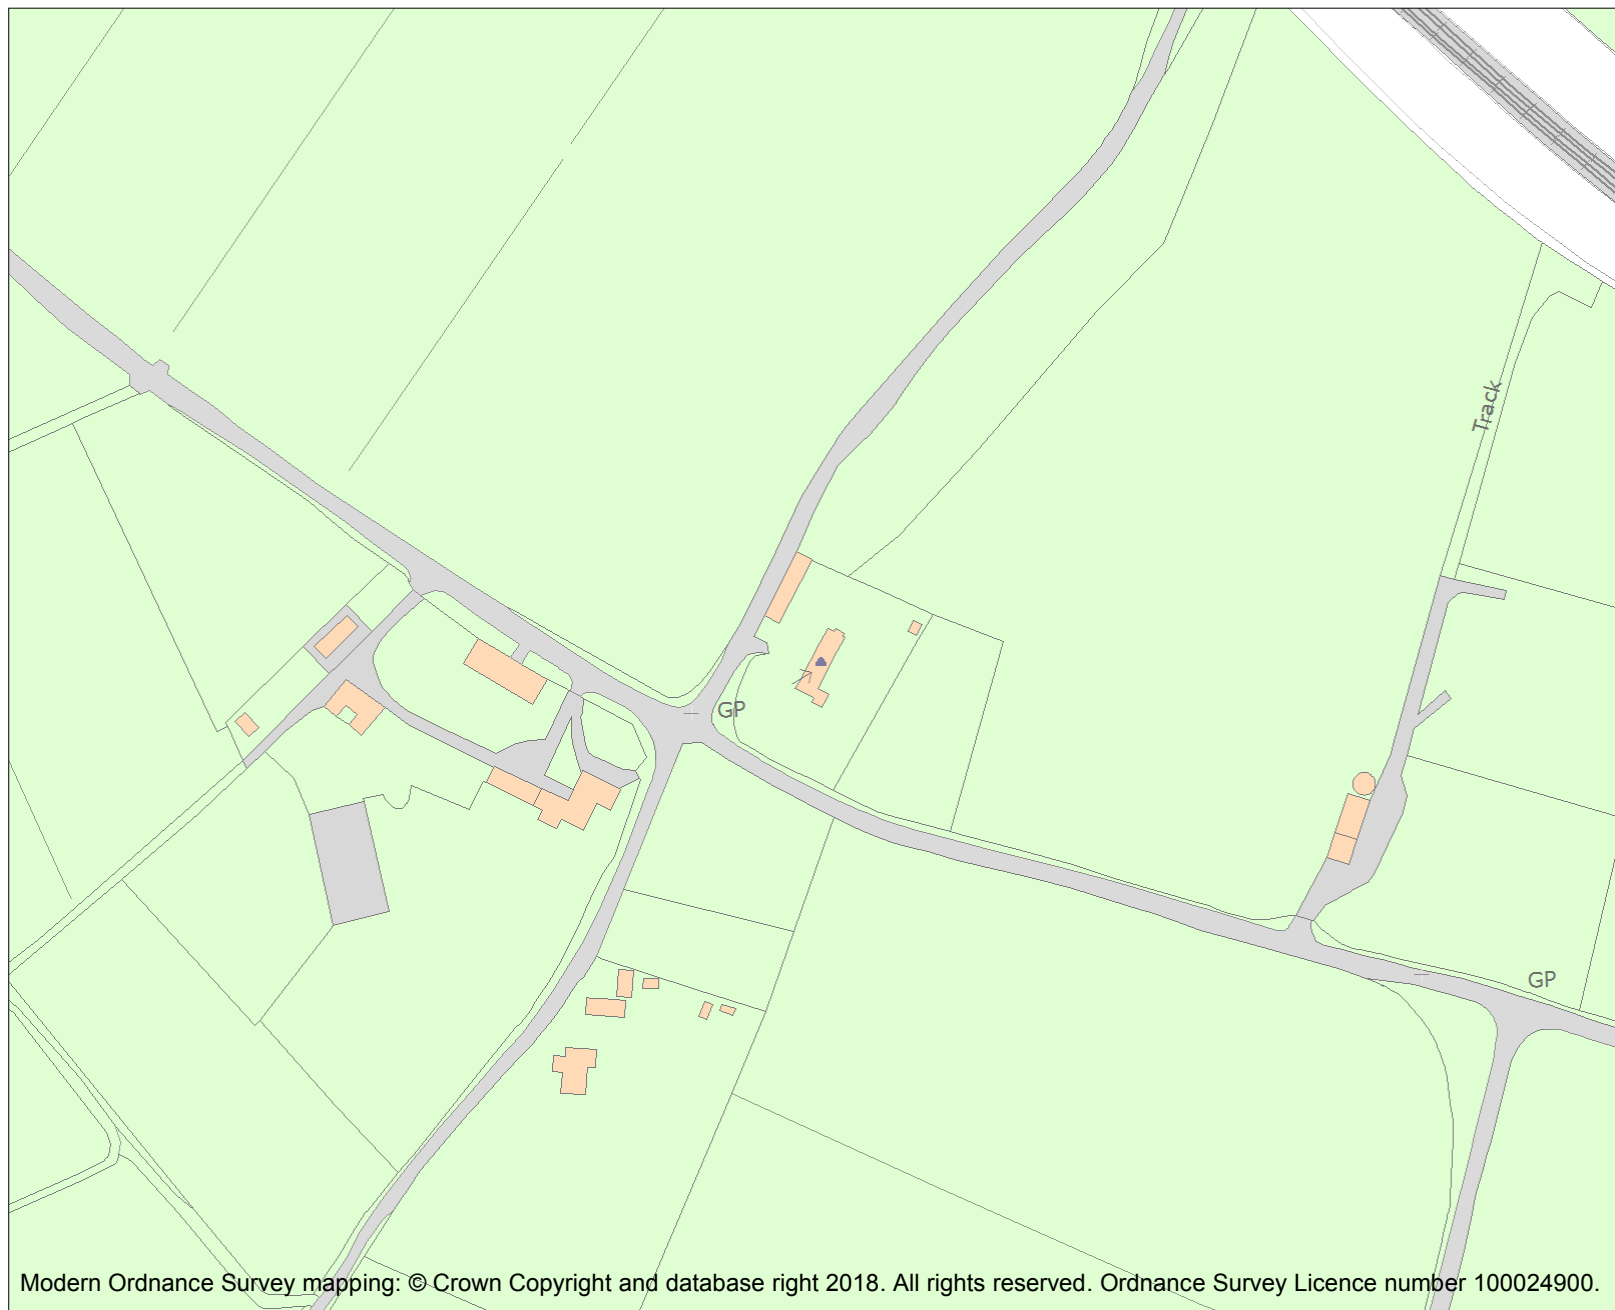 Track
GP
GP
Modern Ordnance Survey mapping: © Crown Copyright and database right 2018. All rights reserved. Ordnance Survey Licence number 100024900.